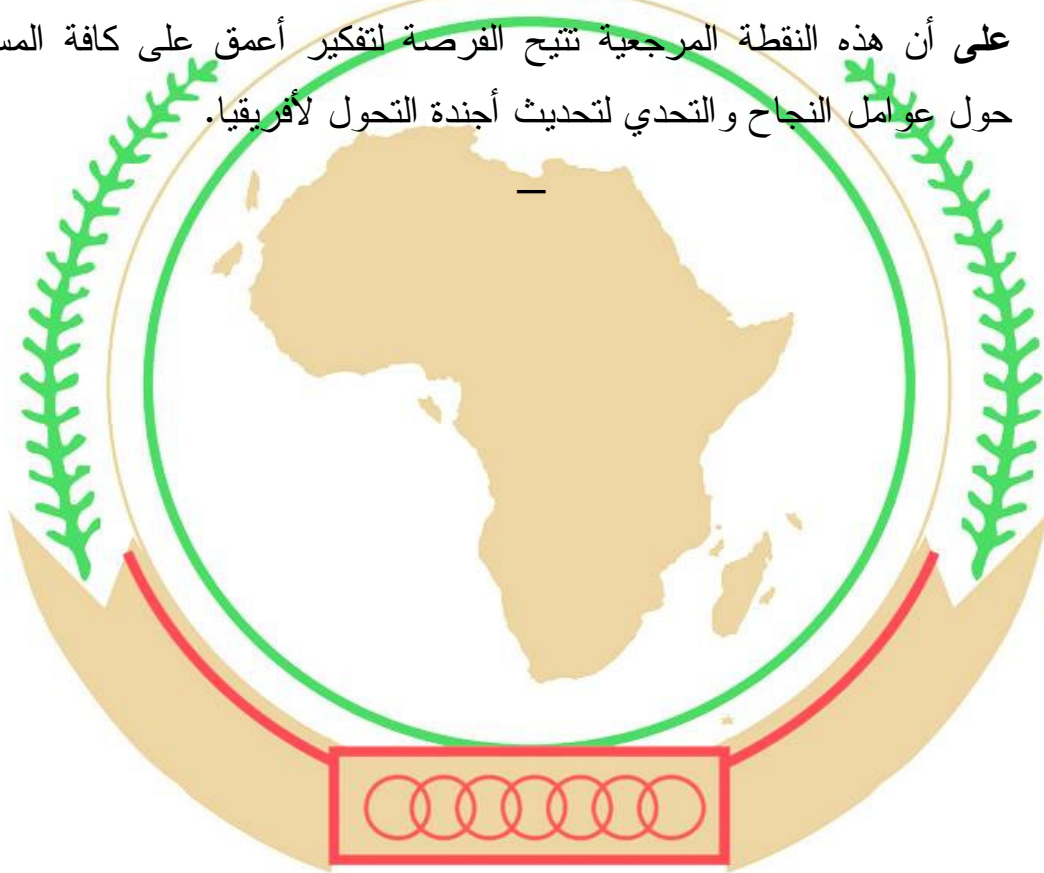 على أن هذه النقطة المرجعية تتيح الفرصة لتفكير أعمق على كافة
حول عوامل النجاح والتحدي لتحديث أجندة التحول لأفريقيا.